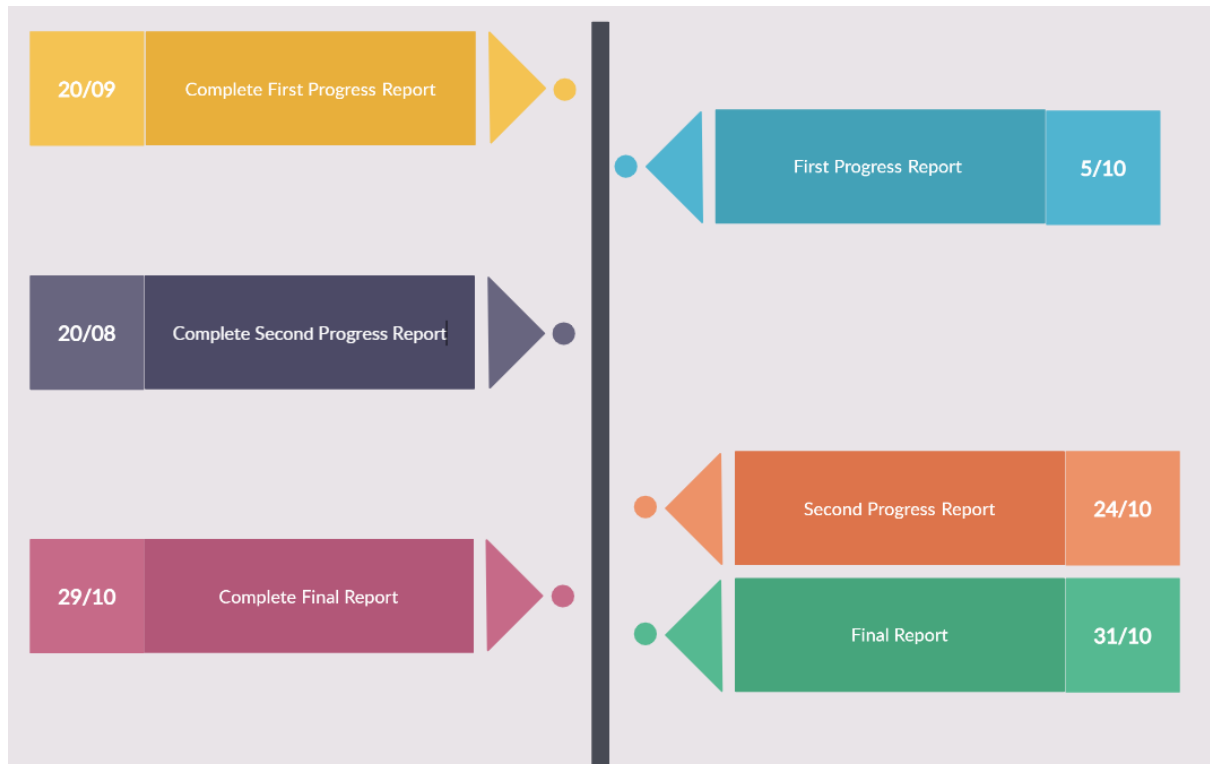 20/09
Complete First Progress Report
First Progress Report
5/10
20/08
Complete Second Progress Report
Second Progress Report
24/10
29/10
Complete Final Report
Final Report
31/10